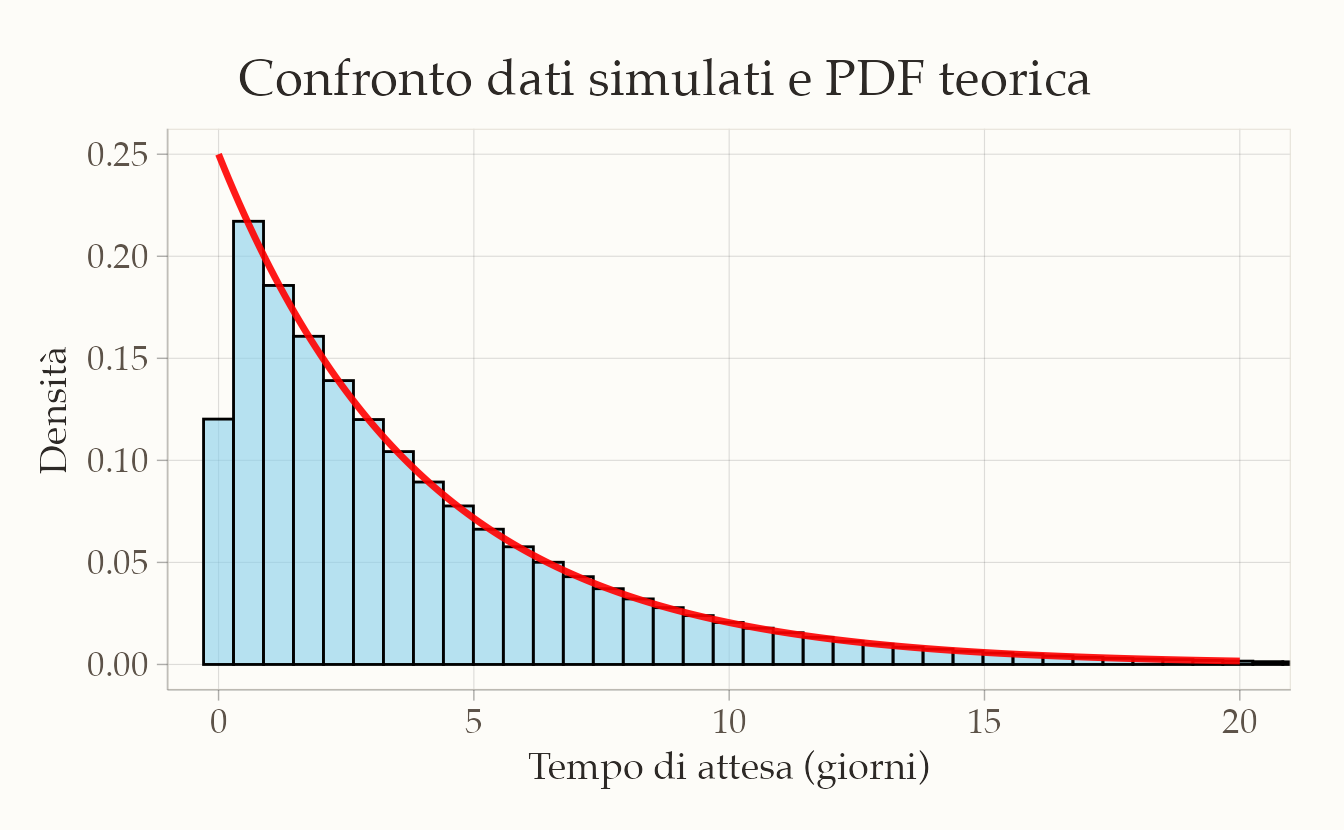 Confronto dati simulati e PDF teorica
0.25
0.20
0.15
0.10
0.05
0.00
Densità
0 5 10 15 20
Tempo di attesa (giorni)